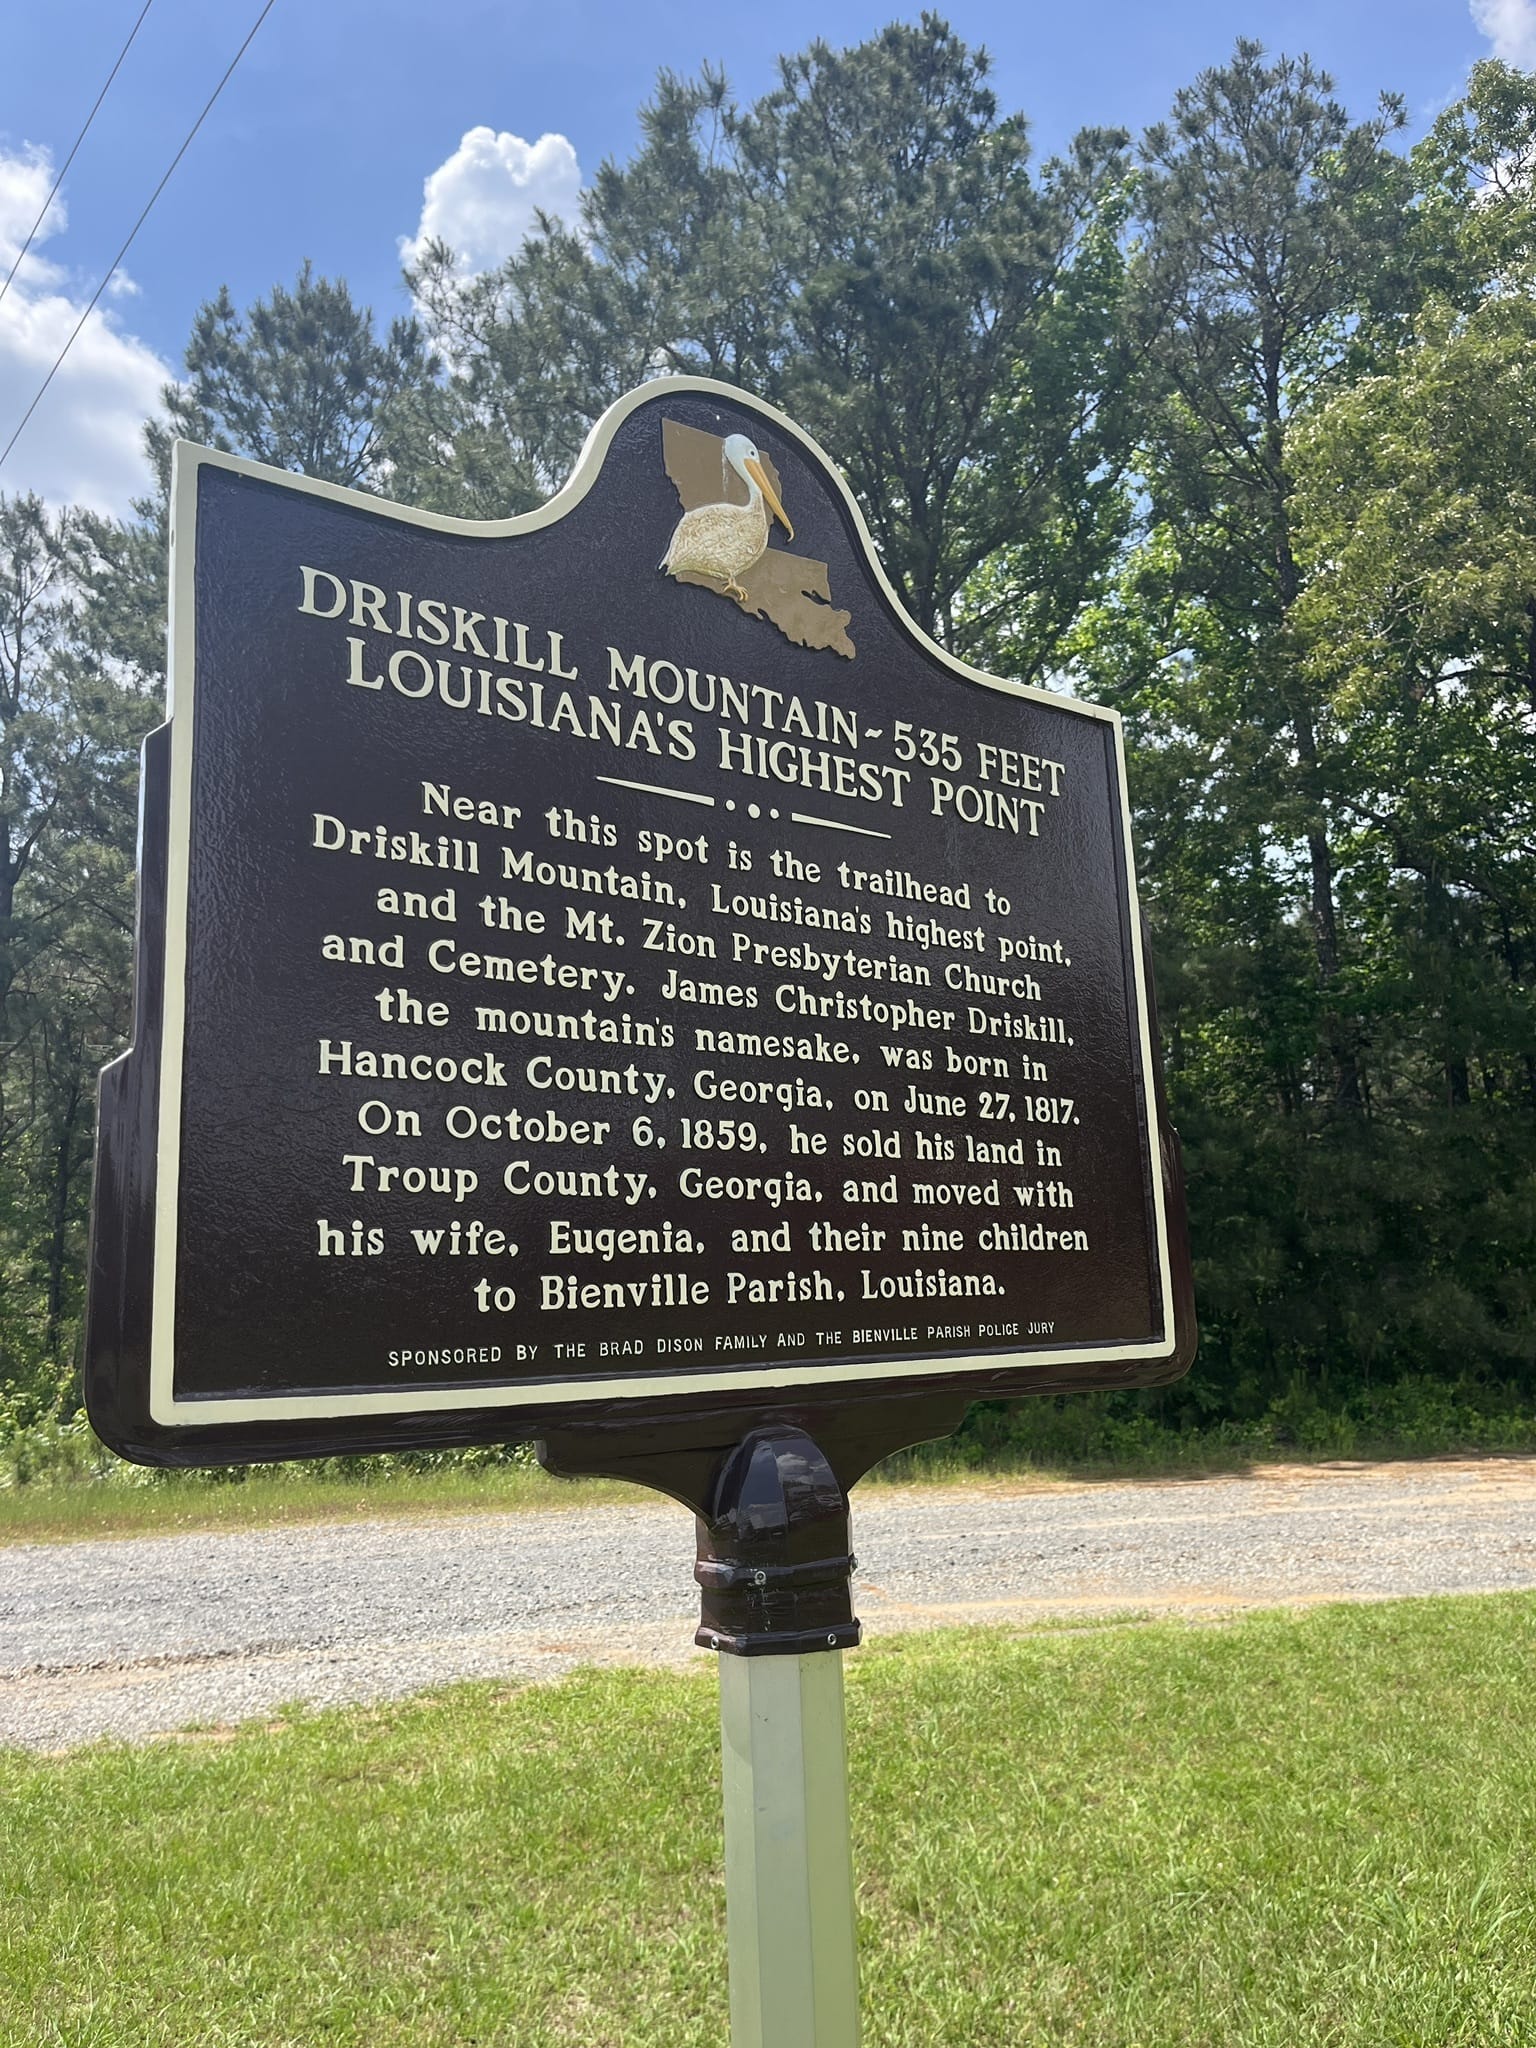 DRISKILL MOUNTAIN~535 FEET
LOUISIANA'S HIGHEST POINT
Near this spot is the trailhead to
Driskill Mountain, Louisiana's highest point,
and the Mt. Zion Presbyterian Church
and Cemetery. James Christopher Driskill,
the mountain's namesake, was born in
Hancock County, Georgia, on June 27, 1817.
On October 6, 1859, he sold his land in
Troup County, Georgia, and moved with
his wife, Eugenia, and their nine children
to Bienville Parish, Louisiana.
SPONSORED BY THE BRAD DISON FAMILY AND THE BIENVILLE PARISH POLICE JURY